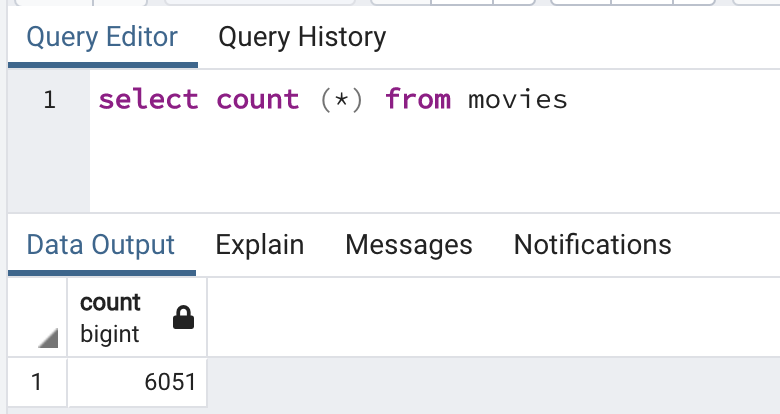 Query Editor Query History
1 select count (*) from movies
Data Output Explain Messages Notifications
count
bigint
1 6051